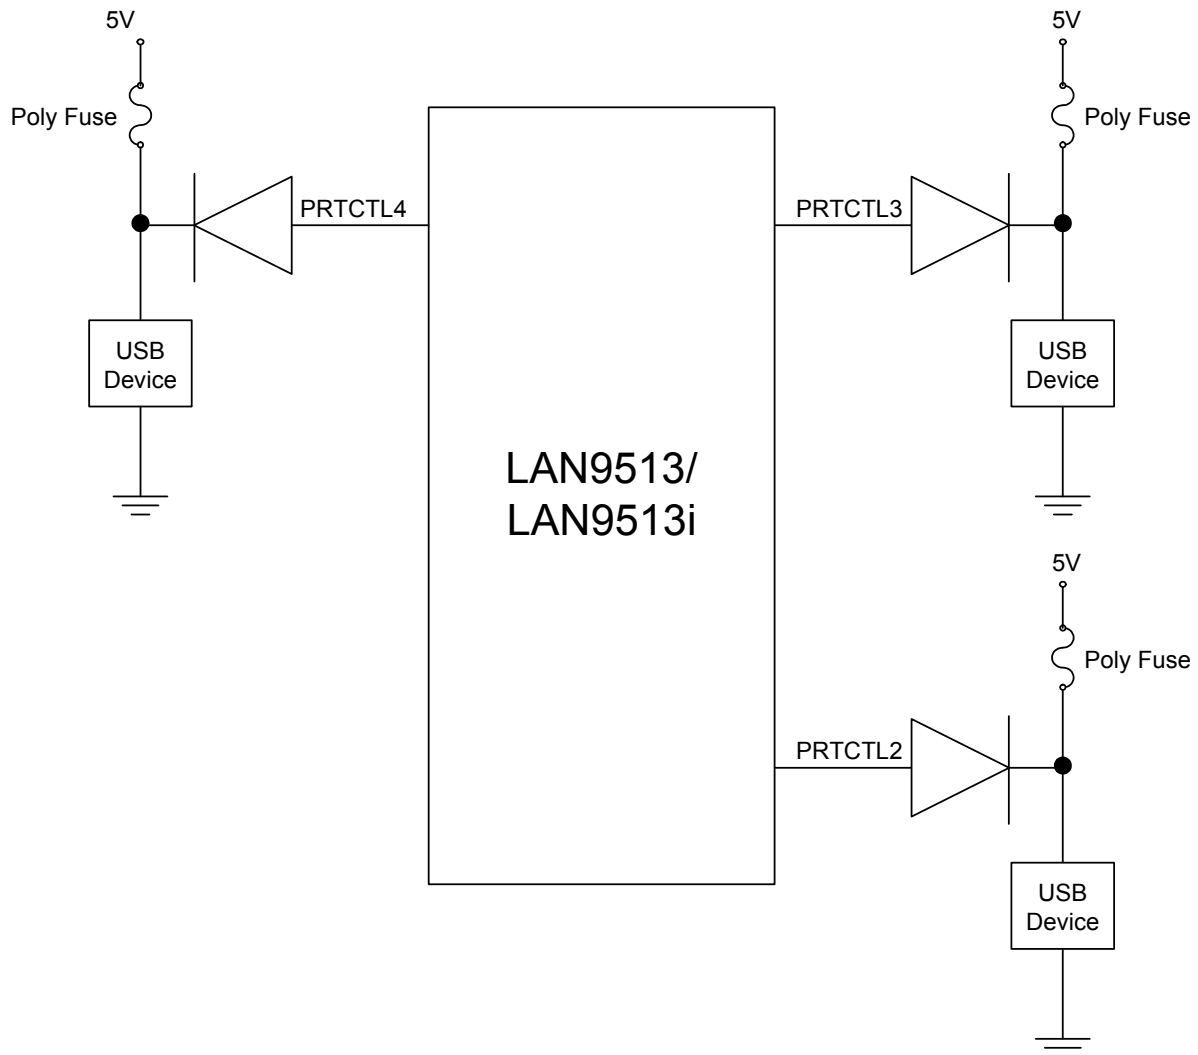 5V
Poly Fuse
PRTCTL4
USB
Device
LAN9513/
LAN9513i
5V
Poly Fuse
PRTCTL3
USB
Device
5V
Poly Fuse
PRTCTL2
USB
Device